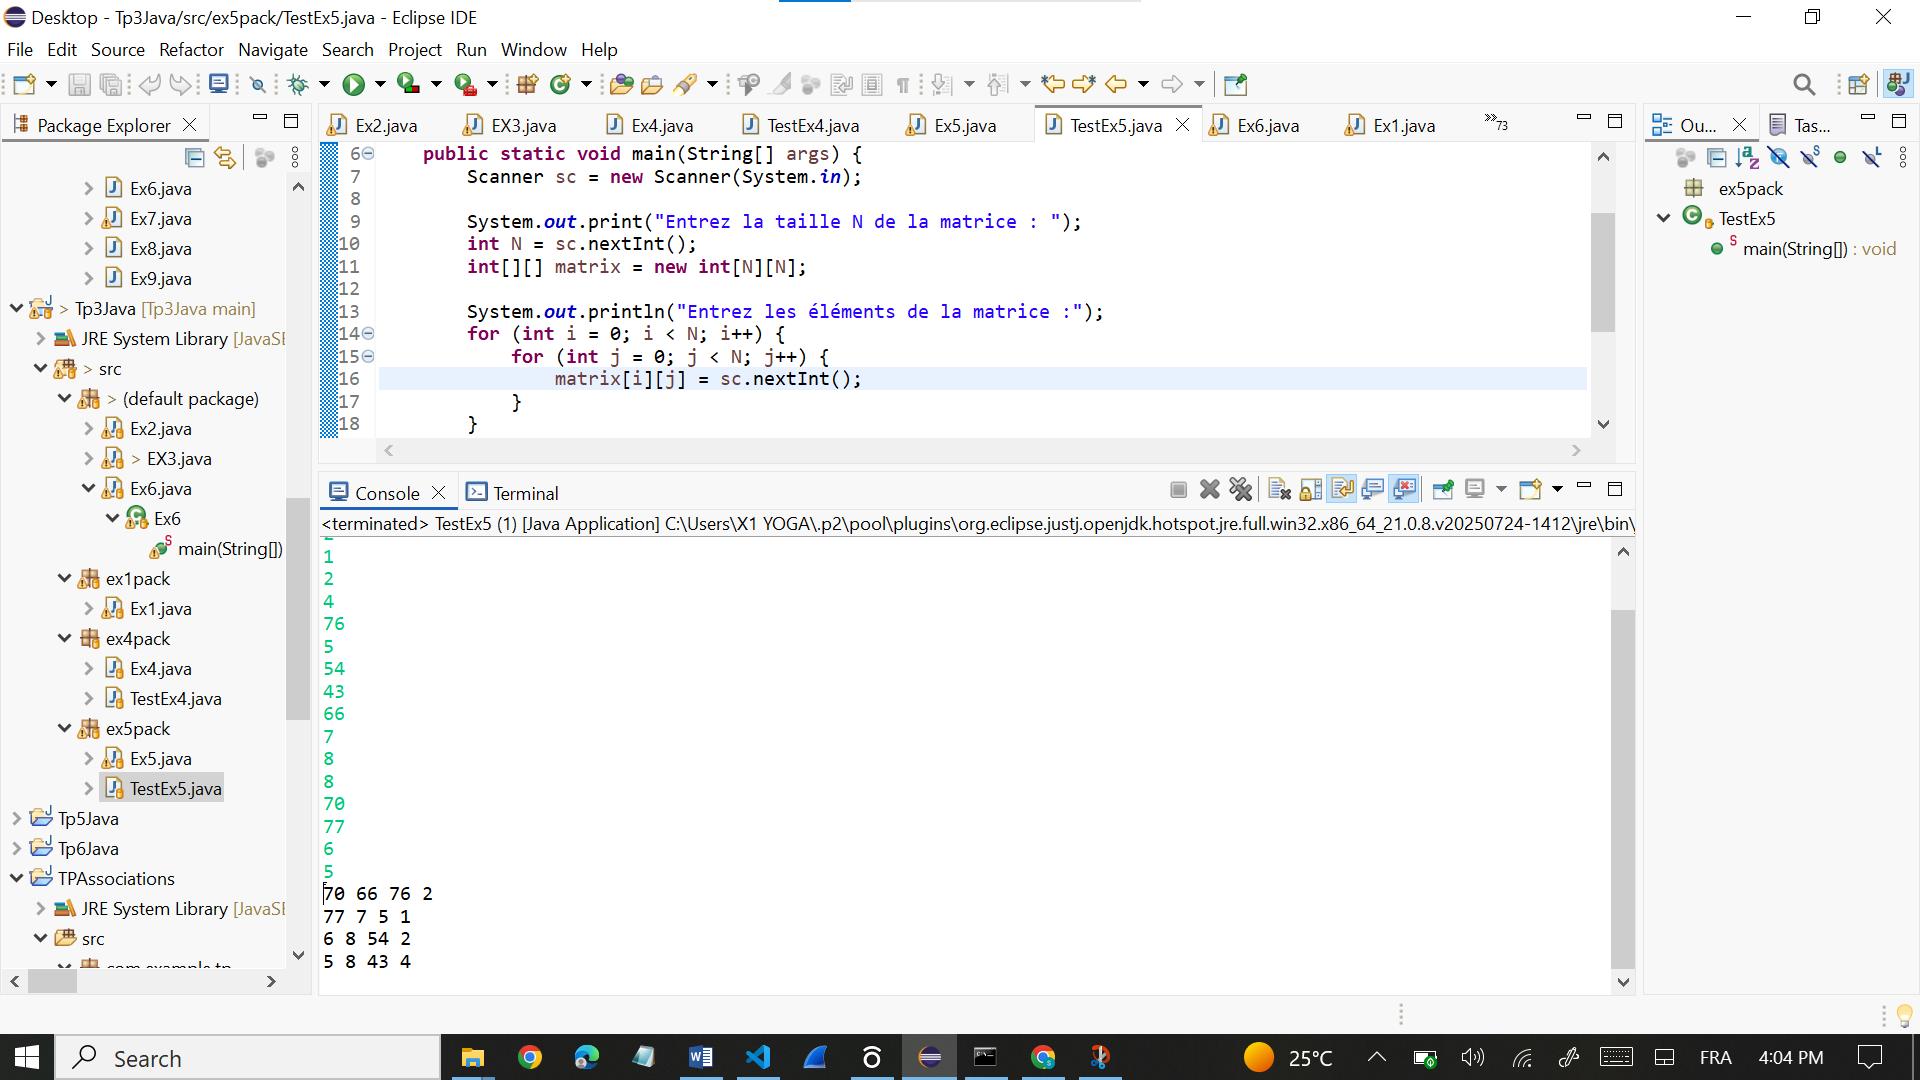 Desktop - Tp3Java/src/ex5pack/TestEx5.java - Eclipse IDE
File Edit Source Refactor Navigate Search Project Run Window Help
Package Explorer
Ex6.java
Ex7.java
Ex8.java
Ex9.java
> Tp3Java [Tp3Java main]
JRE System Library [JavaSE
> src
> (default package)
Ex2.java
> EX3.java
Ex6.java
Ex6
main(String[])
ex1pack
Ex1.java
ex4pack
Ex4.java
TestEx4.java
ex5pack
Ex5.java
TestEx5.java
Tp5Java
Tp6Java
TPAssociations
JRE System Library [JavaSE
src
Ex2.java EX3.java Ex4.java TestEx4.java Ex5.java TestEx5.java Ex6.java Ex1.java »73
6 public static void main(String[] args) {
7 Scanner sc = new Scanner(System.in);
8
9 System.out.print("Entrez la taille N de la matrice : ");
10 int N = sc.nextInt();
11 int[][] matrix = new int[N][N];
12
13 System.out.println("Entrez les éléments de la matrice :");
14 for (int i = 0; i < N; i++) {
15 for (int j = 0; j < N; j++) {
16 matrix[i][j] = sc.nextInt();
17 }
18 }
Console Terminal
<terminated> TestEx5 (1) [Java Application] C:\Users\X1 YOGA\.p2\pool\plugins\org.eclipse.justj.openjdk.hotspot.jre.full.win32.x86_64_21.0.8.v20250724-1412\jre\bin\
1
2
4
76
5
54
43
66
7
8
8
70
77
6
5
70 66 76 2
77 7 5 1
6 8 54 2
5 8 43 4
Ou... Tas...
ex5pack
TestEx5
main(String[]) : void
Search
25°C
FRA
4:04 PM